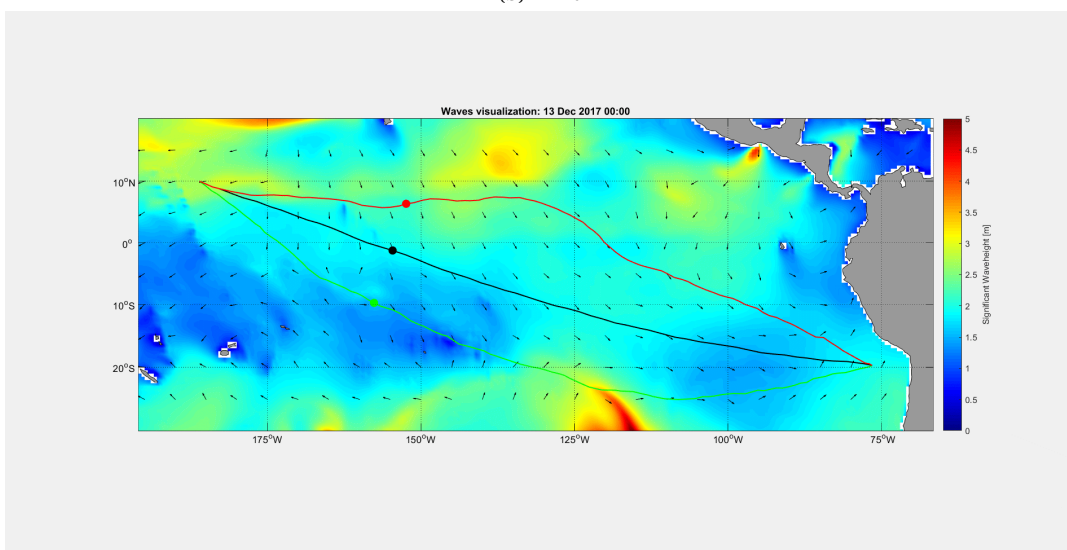 Waves visualization: 13 Dec 2017 00:00
10°N
0°
10°S
20°S
175°W
150°W
125°W
100°W
75°W
5
4.5
4
3.5
3
2.5
2
1.5
1
0.5
0
Significant Waveheight [m]